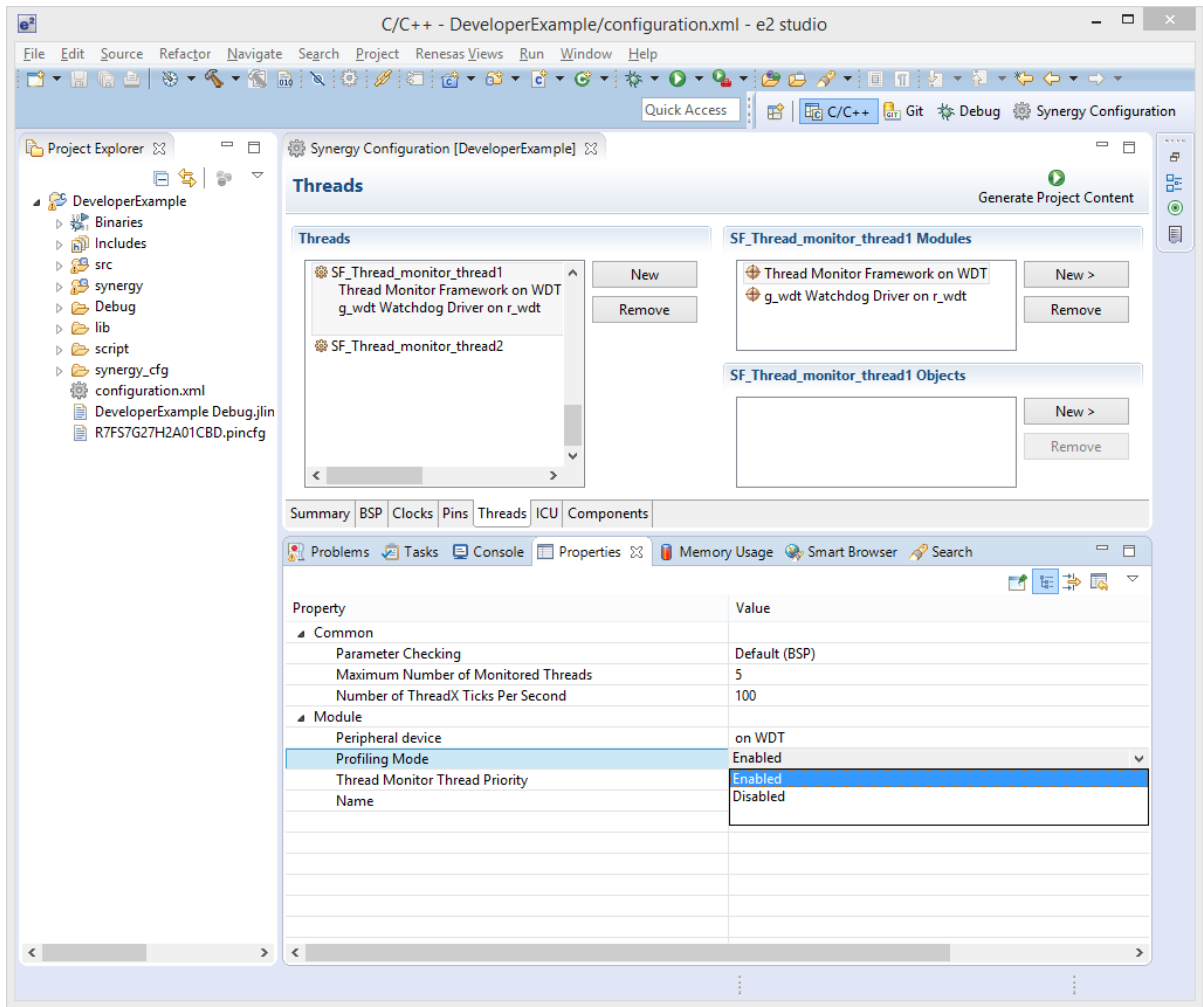 e²
C/C++ - DeveloperExample/configuration.xml - e2 studio
File Edit Source Refactor Navigate Search Project Renesas Views Run Window Help
Quick Access
C/C++ Git Debug Synergy Configuration
Project Explorer
DeveloperExample
Binaries
Includes
src
synergy
Debug
lib
script
synergy_cfg
configuration.xml
DeveloperExample Debug.jlin
R7FS7G27H2A01CBD.pincfg
Synergy Configuration [DeveloperExample]
Threads
Generate Project Content
Threads
SF_Thread_monitor_thread1
Thread Monitor Framework on WDT
g_wdt Watchdog Driver on r_wdt
SF_Thread_monitor_thread2
New
Remove
SF_Thread_monitor_thread1 Modules
Thread Monitor Framework on WDT
g_wdt Watchdog Driver on r_wdt
New >
Remove
SF_Thread_monitor_thread1 Objects
New >
Remove
Summary BSP Clocks Pins Threads ICU Components
Problems Tasks Console Properties Memory Usage Smart Browser Search
Property Value
Common
Parameter Checking Default (BSP)
Maximum Number of Monitored Threads 5
Number of ThreadX Ticks Per Second 100
Module
Peripheral device on WDT
Profiling Mode Enabled
Thread Monitor Thread Priority Enabled
Name Disabled